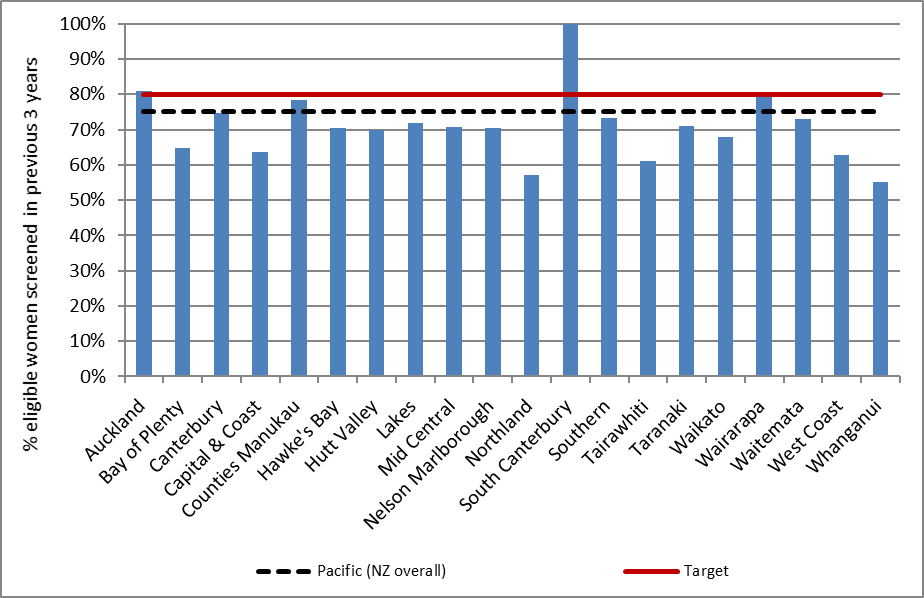 % eligible women screened in previous 3 years
100%
90%
80%
70%
60%
50%
40%
30%
20%
10%
0%
Auckland
Bay of Plenty
Canterbury
Capital & Coast
Counties Manukau
Hawke's Bay
Hutt Valley
Lakes
Mid Central
Nelson Marlborough
Northland
South Canterbury
Southern
Tairawhiti
Taranaki
Waikato
Wairarapa
Waitemata
West Coast
Whanganui
Pacific (NZ overall)
Target